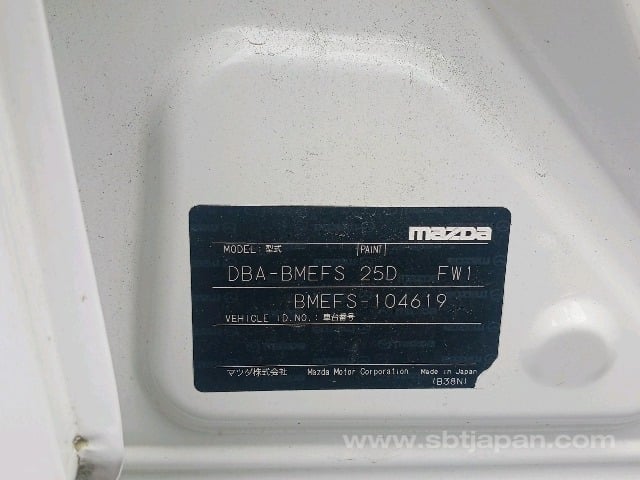 mazda
MODEL:型式 [PAINT]
DBA-BMEFS 25D FW1
BMEFS-104619
VEHICLE ID.NO.:車台番号
マツダ株式会社 Mazda Motor Corporation Made in Japan
(B38N)
www.sbtjapan.com